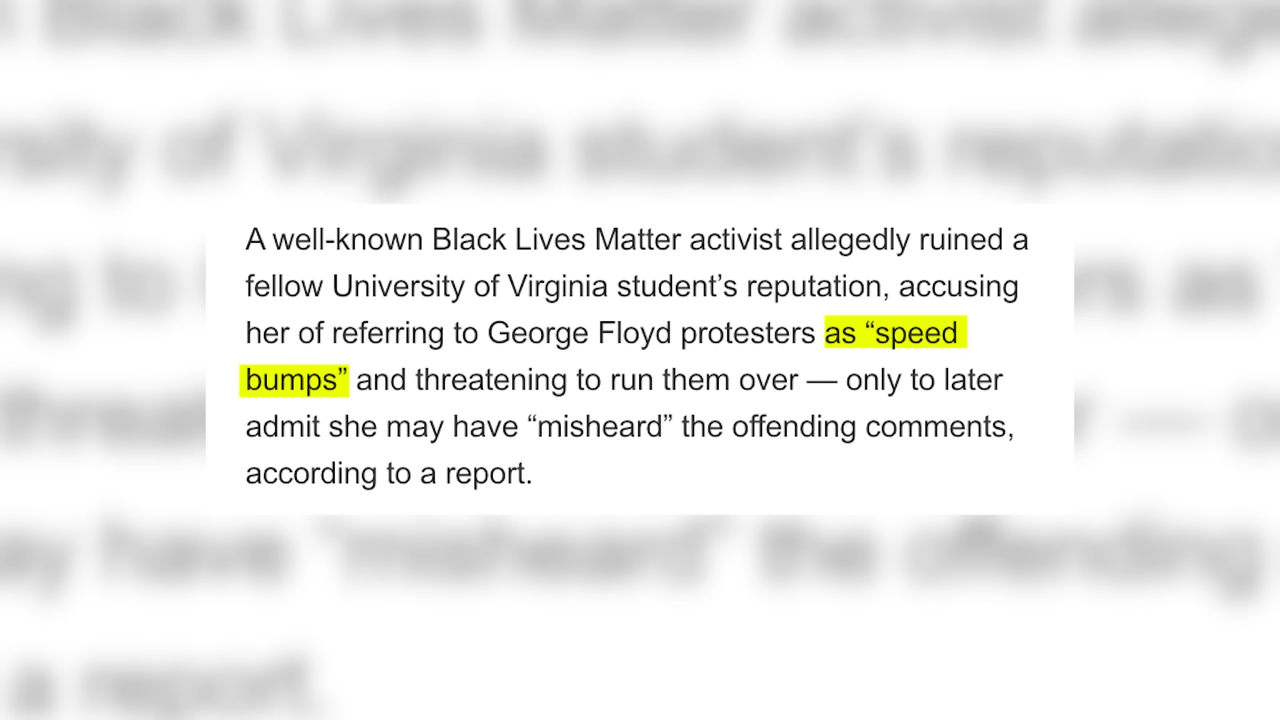 A well-known Black Lives Matter activist allegedly ruined a
fellow University of Virginia student’s reputation, accusing
her of referring to George Floyd protesters as “speed
bumps” and threatening to run them over — only to later
admit she may have “misheard” the offending comments,
according to a report.